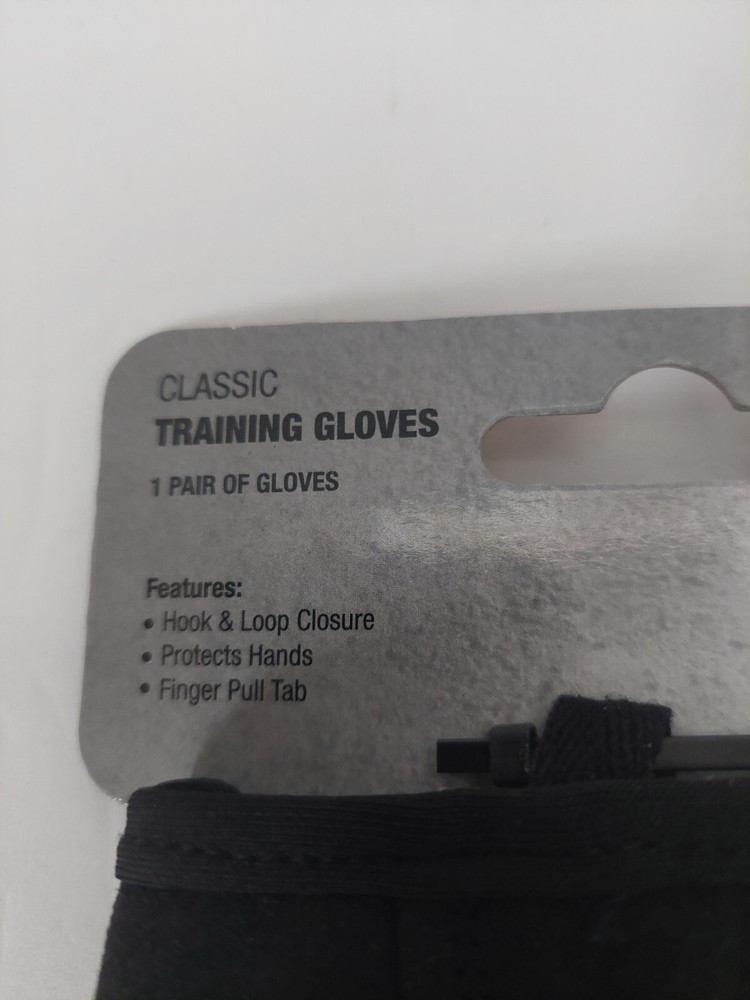 CLASSIC
TRAINING GLOVES
1 PAIR OF GLOVES
Features:
• Hook & Loop Closure
• Protects Hands
• Finger Pull Tab